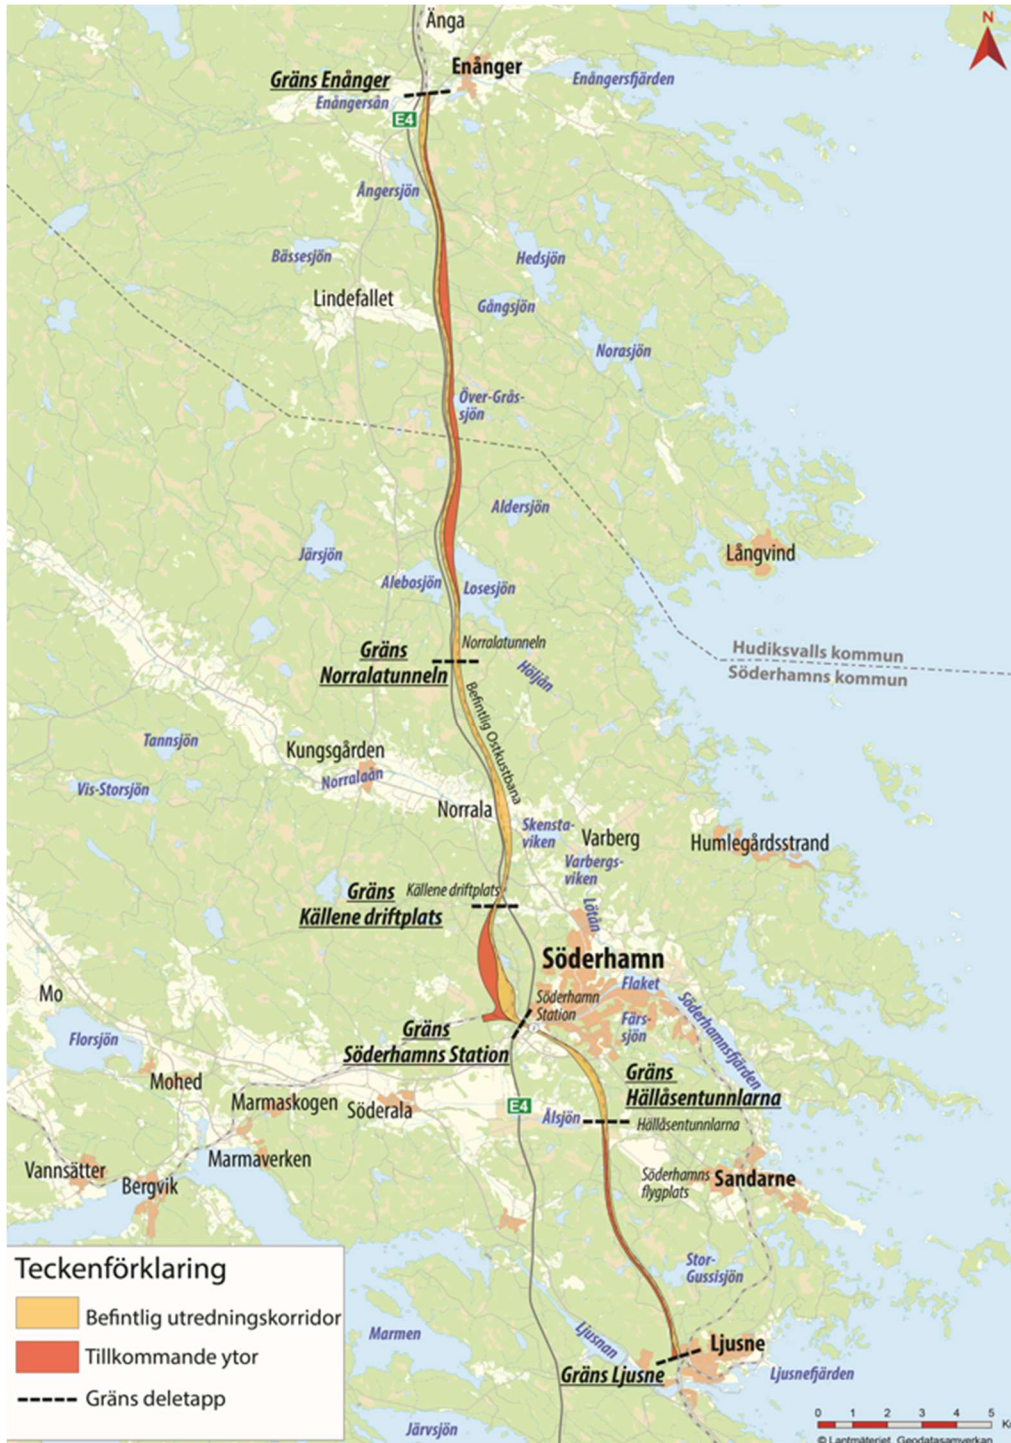 Änga
N
Enånger
Gräns Enånger
Enångersfjärden
Enångersån
E4
Ångersjön
Bässesjön
Hedsjön
Lindefallet
Gångsjön
Norasjön
Över-Grås-
sjön
Aldersjön
Järsjön
Långvind
Alebosjön
Losesjön
Gräns
Norralatunneln
Norralatunneln
Höljån
Hudiksvalls kommun
Söderhamns kommun
Befintlig Ostkustbana
Tannsjön
Kungsgården
Vis-Storsjön
Norralaån
Norrala
Skensta-
viken
Varberg
Humlegårdsstrand
Varbergs-
viken
Gräns
Källene driftplats
Källene driftplats
Lötån
Söderhamn
Mo
Flaket
Söderhamn
Station
Färs-
sjön
Söderhamnsfjärden
Florsjön
Gräns
Söderhamns Station
Gräns
Hällåsentunnlarna
Mohed
Marmaskogen
Söderala
E4
Ålsjön
Hällåsentunnlarna
Marmaverken
Vannsätter
Bergvik
Söderhamns
flygplats
Sandarne
Stor-
Gussisjön
Teckenförklaring
Befintlig utredningskorridor
Tillkommande ytor
Gräns deletapp
Marmen
Ljusnan
Ljusne
Gräns Ljusne
Ljusnefjärden
Järvsjön
0 1 2 3 4 5
© Lantmäteriet, Geodatasamverkan